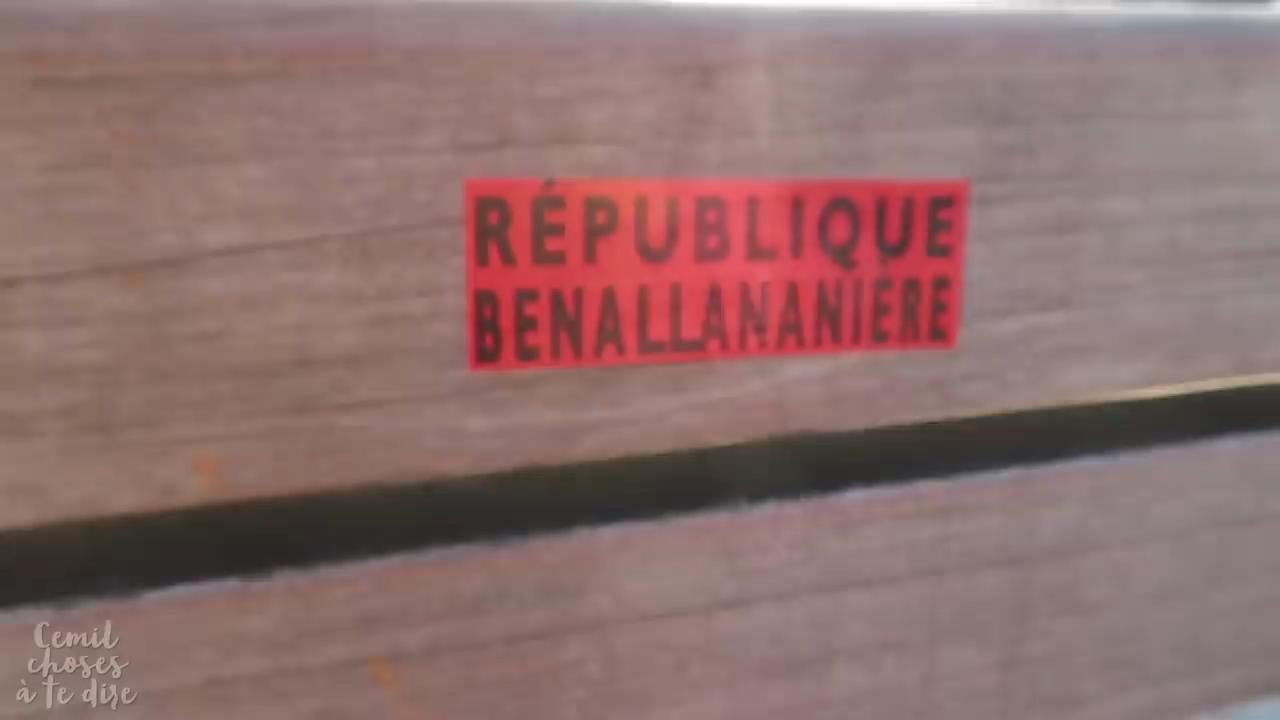 RÉPUBLIQUE
BENALLANANIÈRE
Cemil
choses
à te dire